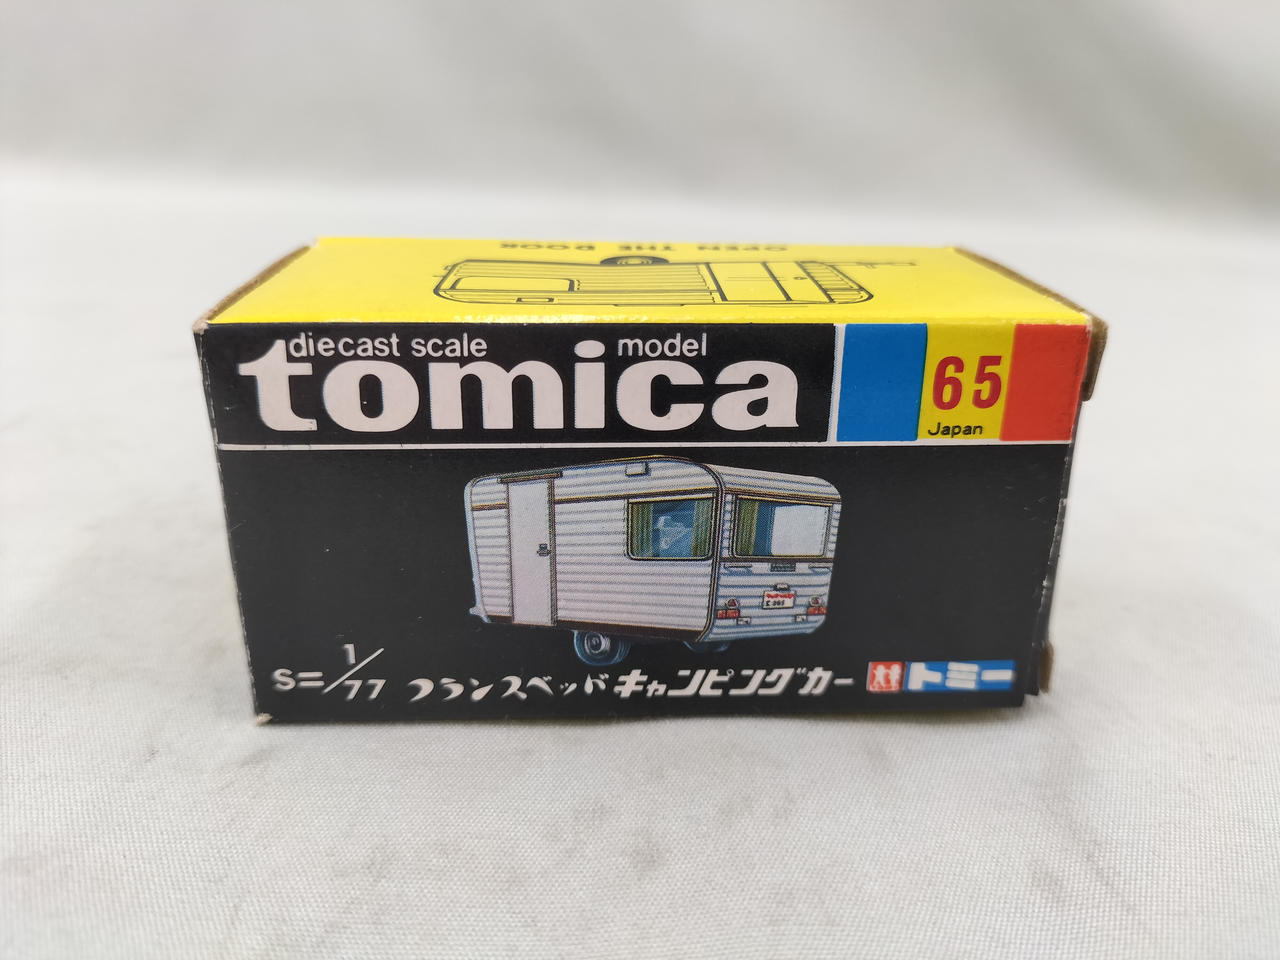 OPEN THE DOOR
diecast scale model
tomica
65
Japan
S=1/77 フランスベッド キャンピングカー
トミー